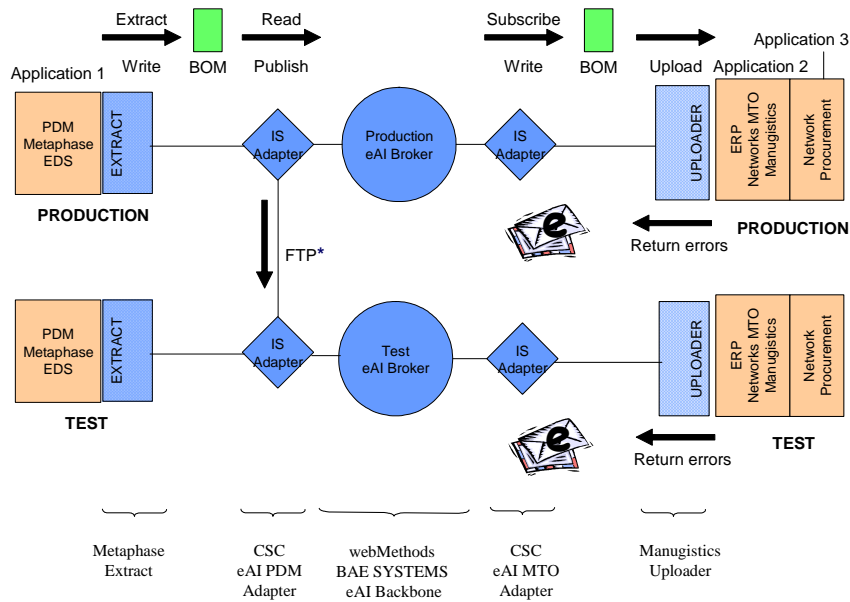 Extract
Read
Subscribe
Application 3
Write
BOM
Publish
Write
BOM
Upload
Application 1
Application 2
PDM
Metaphase
EDS
EXTRACT
IS
Adapter
Production
eAI Broker
IS
Adapter
UPLOADER
ERP
Networks MTO
Manugistics
Network
Procurement
PRODUCTION
e
Return errors
PRODUCTION
FTP*
PDM
Metaphase
EDS
EXTRACT
IS
Adapter
Test
eAI Broker
IS
Adapter
UPLOADER
ERP
Networks MTO
Manugistics
Network
Procurement
TEST
e
Return errors
TEST
Metaphase
Extract
CSC
eAI PDM
Adapter
webMethods
BAE SYSTEMS
eAI Backbone
CSC
eAI MTO
Adapter
Manugistics
Uploader